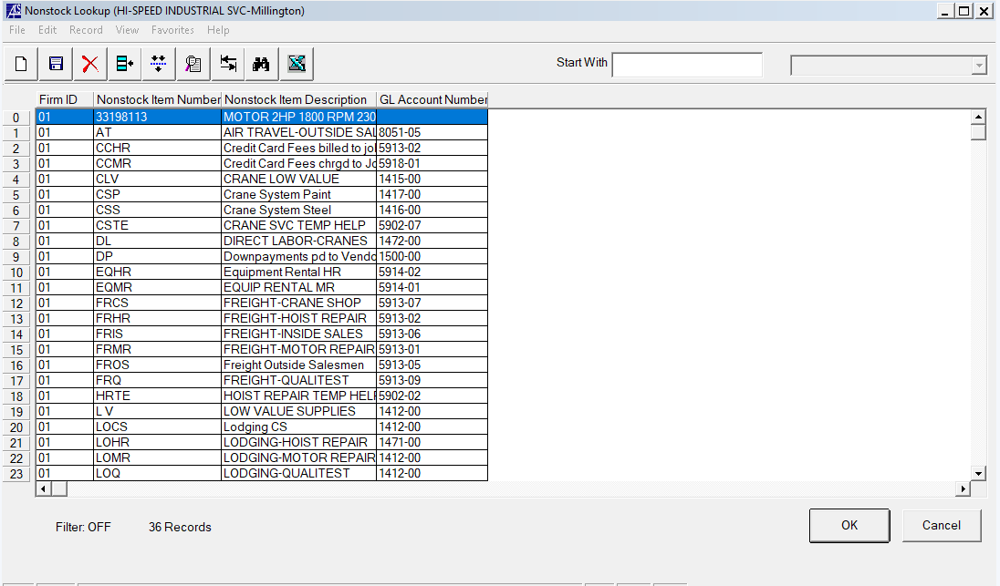 Nonstock Lookup (HI-SPEED INDUSTRIAL SVC-Millington)
File Edit Record View Favorites Help
Start With
Firm ID Nonstock Item Number Nonstock Item Description GL Account Number
0 01 33198113 MOTOR 2HP 1800 RPM 230
1 01 AT AIR TRAVEL-OUTSIDE SAL 8051-05
2 01 CCHR Credit Card Fees billed to jol 5913-02
3 01 CCMR Credit Card Fees chrgd to Jc 5918-01
4 01 CLV CRANE LOW VALUE 1415-00
5 01 CSP Crane System Paint 1417-00
6 01 CSS Crane System Steel 1416-00
7 01 CSTE CRANE SVC TEMP HELP 5902-07
8 01 DL DIRECT LABOR-CRANES 1472-00
9 01 DP Downpayments pd to Vendo 1500-00
10 01 EQHR Equipment Rental HR 5914-02
11 01 EQMR EQUIP RENTAL MR 5914-01
12 01 FRCS FREIGHT-CRANE SHOP 5913-07
13 01 FRHR FREIGHT-HOIST REPAIR 5913-02
14 01 FRIS FREIGHT-INSIDE SALES 5913-06
15 01 FRMR FREIGHT-MOTOR REPAIR 5913-01
16 01 FROS Freight Outside Salesmen 5913-05
17 01 FRQ FREIGHT-QUALITEST 5913-09
18 01 HRTE HOIST REPAIR TEMP HELF 5902-02
19 01 L V LOW VALUE SUPPLIES 1412-00
20 01 LOCS Lodging CS 1412-00
21 01 LOHR LODGING-HOIST REPAIR 1471-00
22 01 LOMR LODGING-MOTOR REPAIR 1412-00
23 01 LOQ LODGING-QUALITEST 1412-00
Filter: OFF 36 Records
OK Cancel